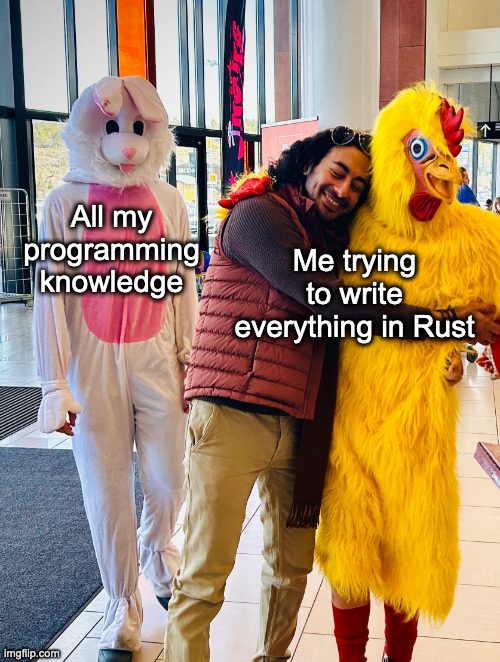 All my
programming
knowledge
Me trying
to write
everything in Rust
imgflip.com